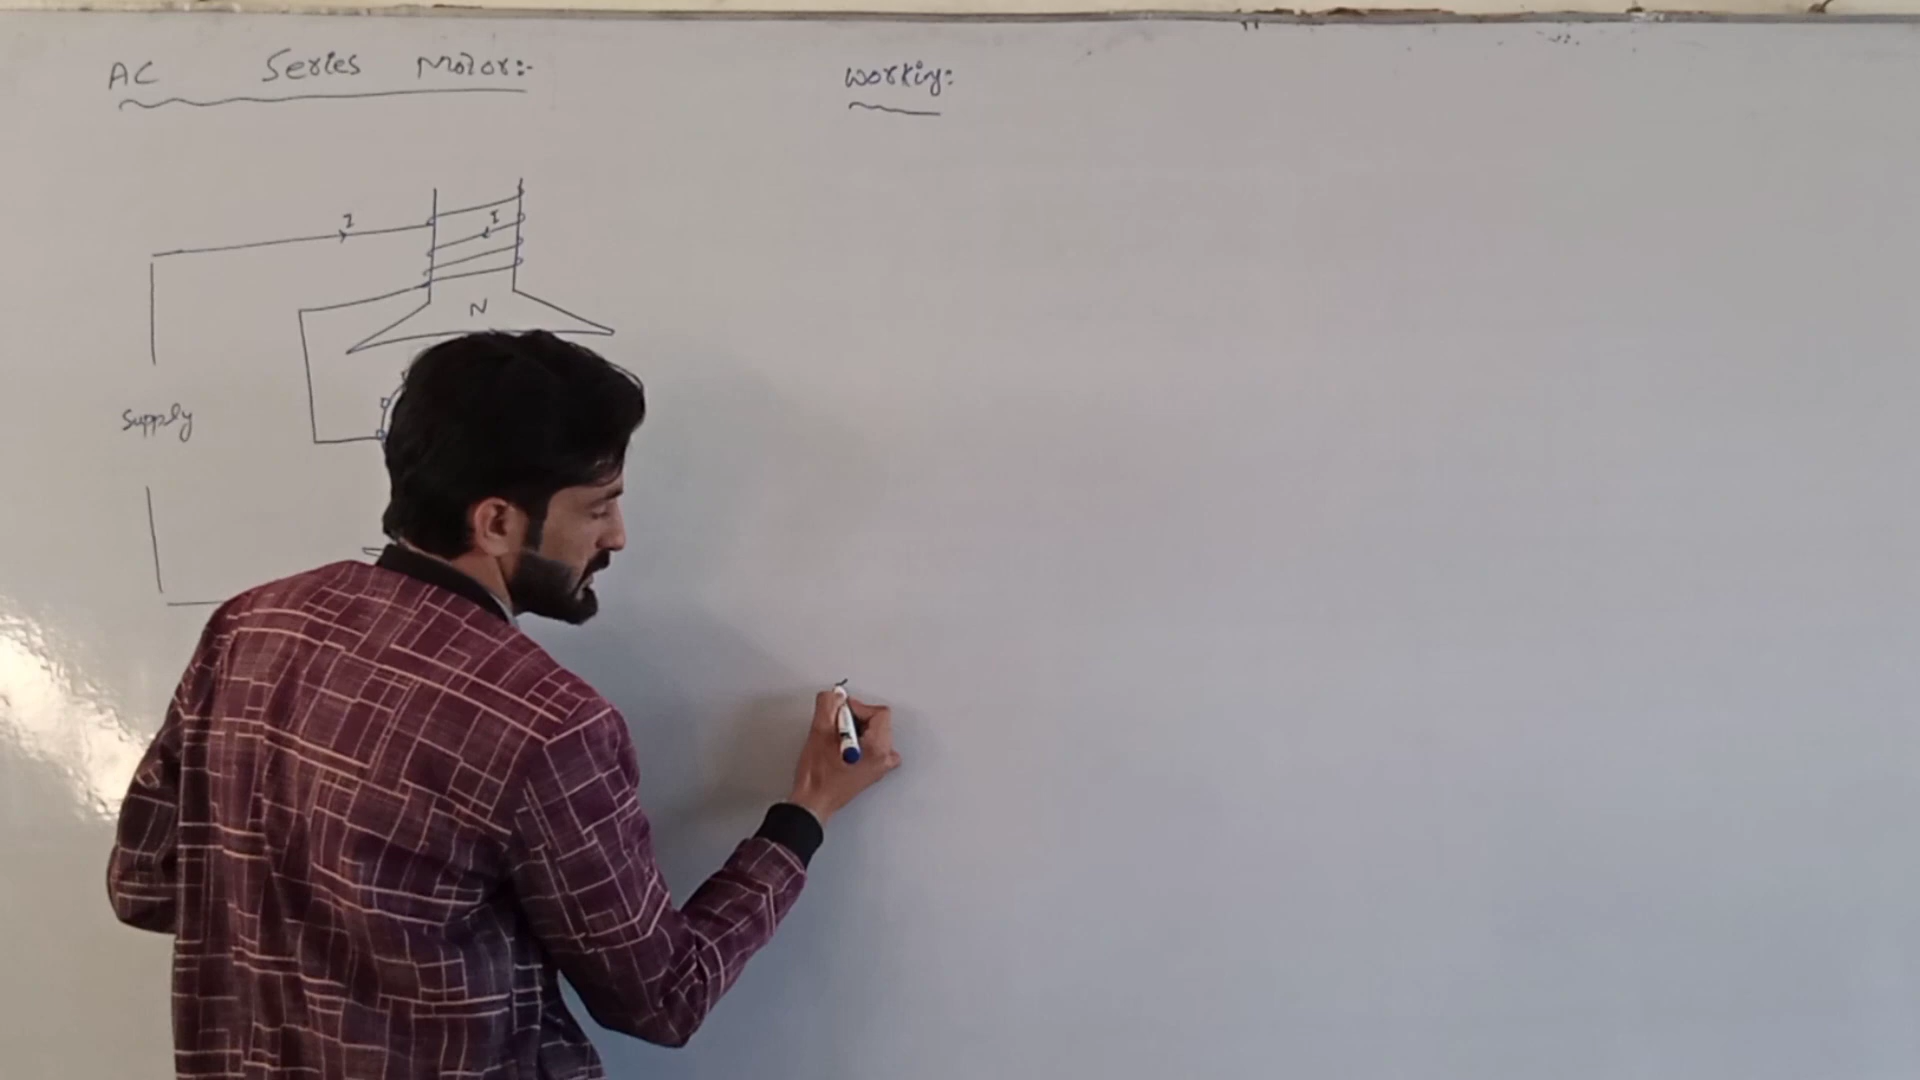 AC Series Motor:-
Working:
I
I
N
Supply